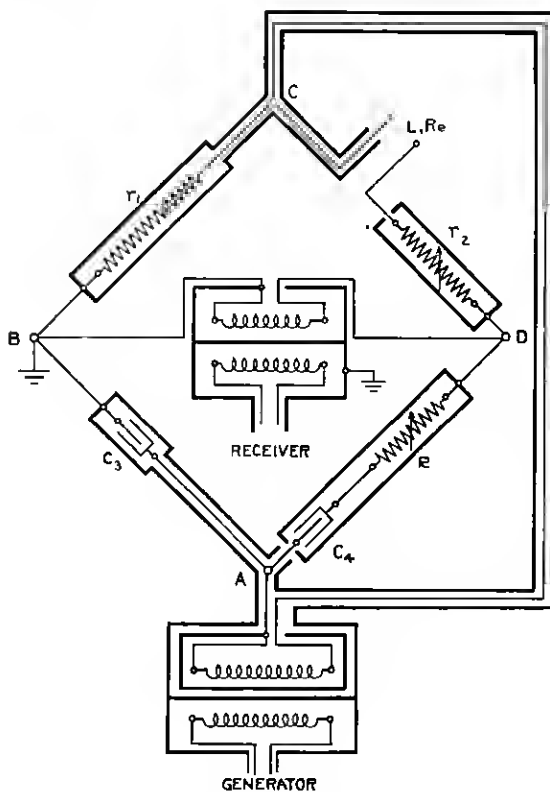 C
L, Re
r₁
r₂
B
D
RECEIVER
C₃
R
C₄
A
GENERATOR